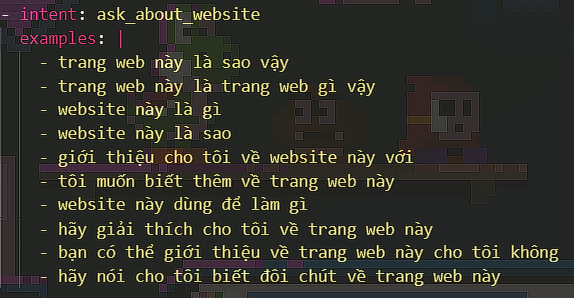 - intent: ask_about_website
examples: |
- trang web này là sao vậy
- trang web này là trang web gì vậy
- website này là gì
- website này là sao
- giới thiệu cho tôi về website này với
- tôi muốn biết thêm về trang web này
- website này dùng để làm gì
- hãy giải thích cho tôi về trang web này
- bạn có thể giới thiệu về trang web này cho tôi không
- hãy nói cho tôi biết đôi chút về trang web này